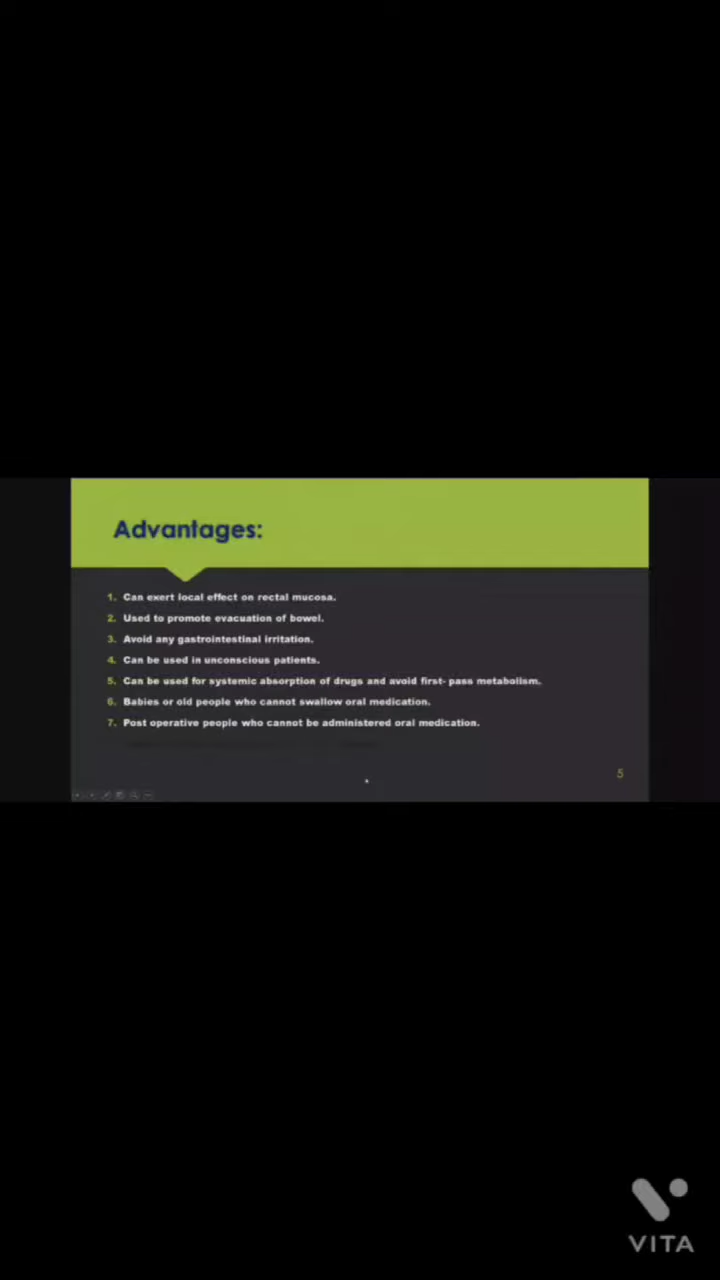 Advantages:
1. Can exert local effect on rectal mucosa.
2. Used to promote evacuation of bowel.
3. Avoid any gastrointestinal irritation.
4. Can be used in unconscious patients.
5. Can be used for systemic absorption of drugs and avoid first- pass metabolism.
6. Babies or old people who cannot swallow oral medication.
7. Post operative people who cannot be administered oral medication.
5
VITA